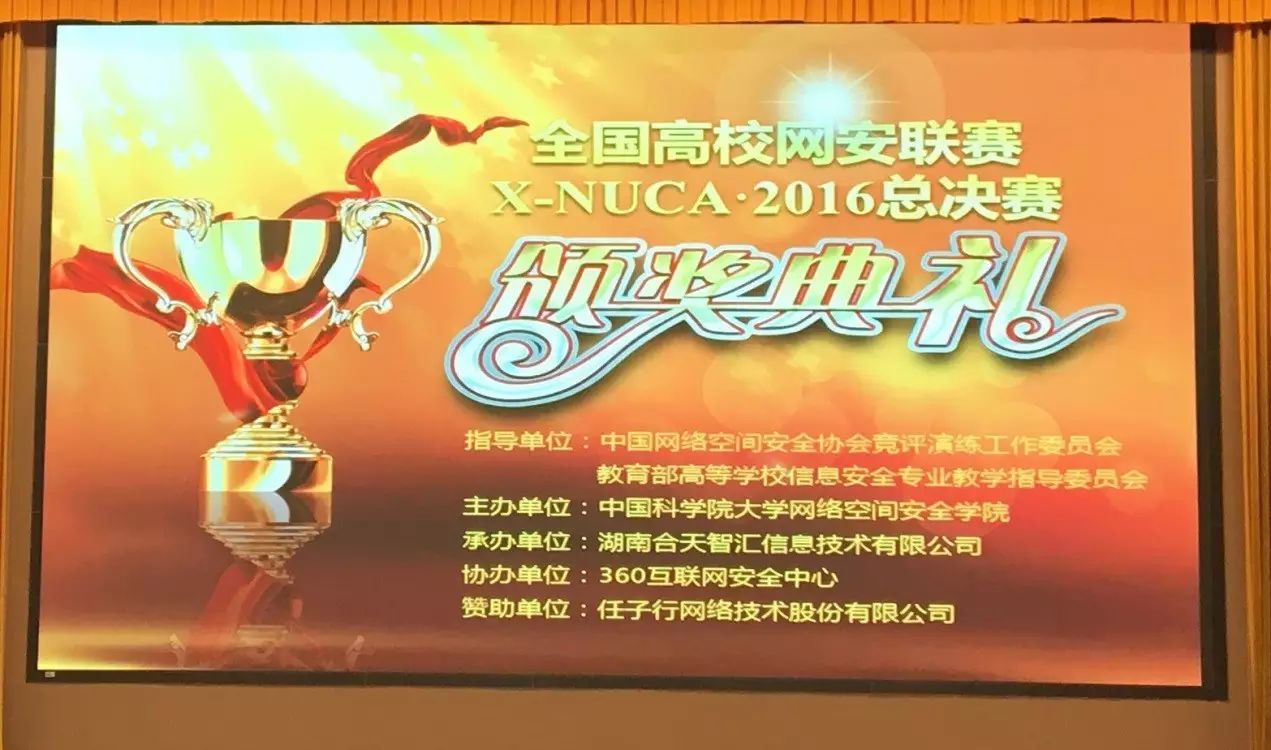 全国高校网安联赛
X-NUCA·2016总决赛
颁奖典礼
指导单位：中国网络空间安全协会竞评演练工作委员会
教育部高等学校信息安全专业教学指导委员会
主办单位：中国科学院大学网络空间安全学院
承办单位：湖南合天智汇信息技术有限公司
协办单位：360互联网安全中心
赞助单位：任子行网络技术股份有限公司